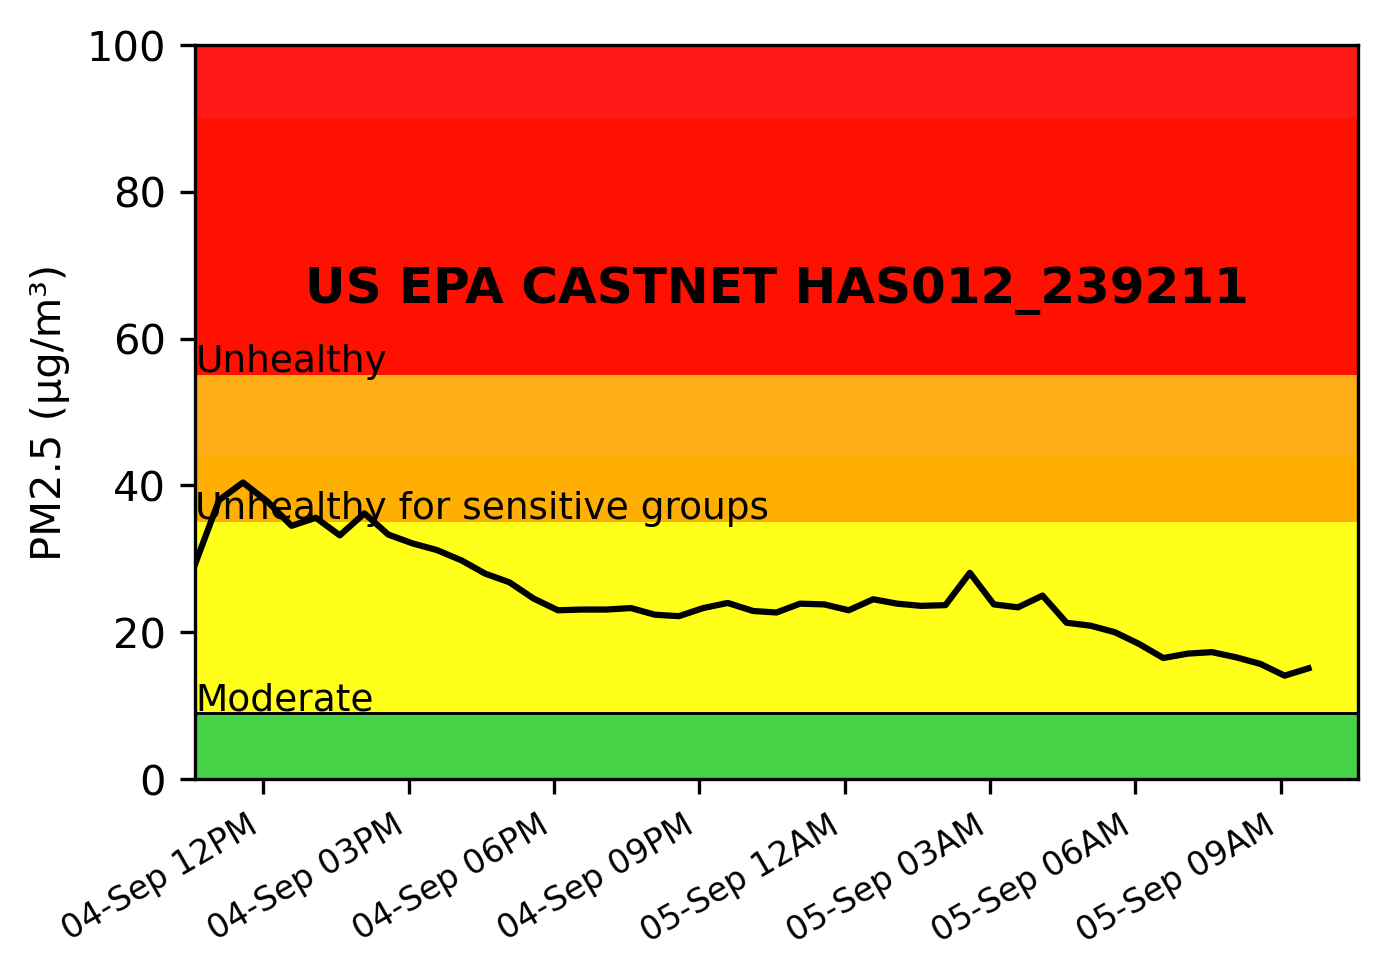 100
80
60
40
20
0
PM2.5 (µg/m³)
US EPA CASTNET HAS012_239211
Unhealthy
Unhealthy for sensitive groups
Moderate
04-Sep 12PM
04-Sep 03PM
04-Sep 06PM
04-Sep 09PM
05-Sep 12AM
05-Sep 03AM
05-Sep 06AM
05-Sep 09AM